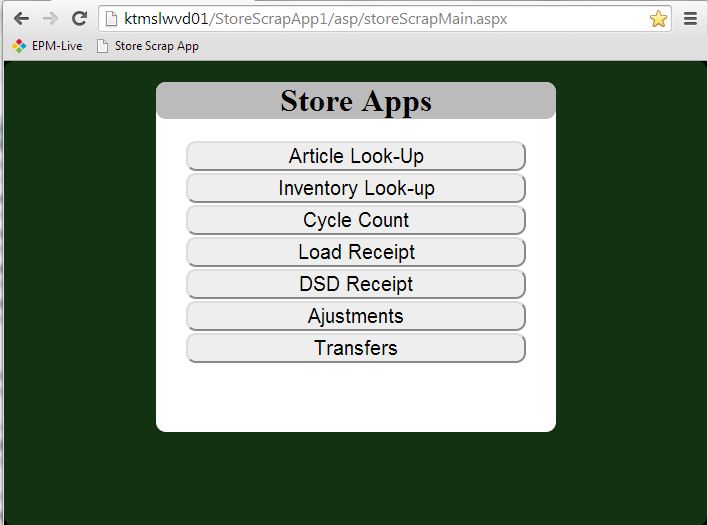 ktmslwvd01/StoreScrapApp1/asp/storeScrapMain.aspx
EPM-Live Store Scrap App
Store Apps
Article Look-Up
Inventory Look-up
Cycle Count
Load Receipt
DSD Receipt
Ajustments
Transfers